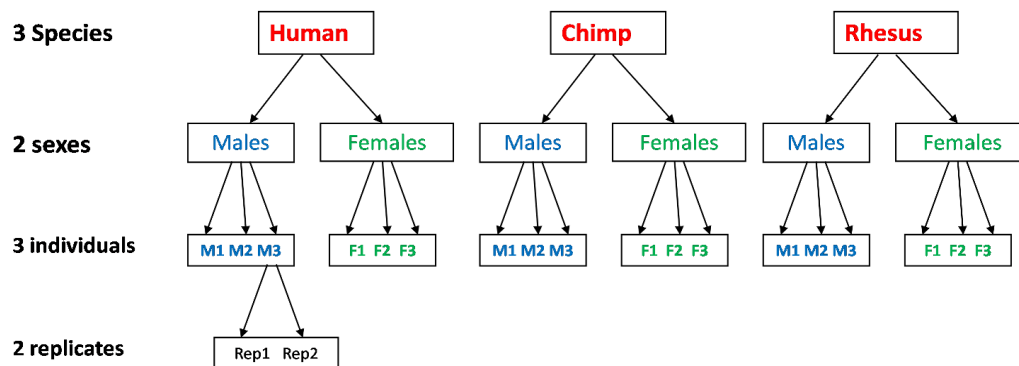 3 Species Human Chimp Rhesus
2 sexes Males Females Males Females Males Females
3 individuals M1 M2 M3 F1 F2 F3 M1 M2 M3 F1 F2 F3 M1 M2 M3 F1 F2 F3
2 replicates Rep1 Rep2